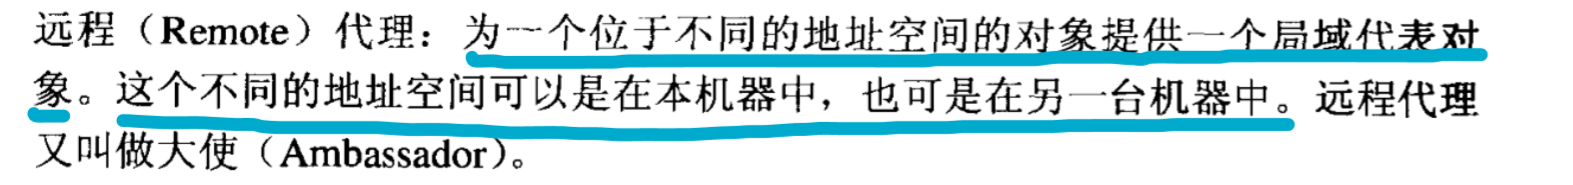 远程（Remote）代理：为一个位于不同的地址空间的对象提供一个局域代表对
象。这个不同的地址空间可以是在本机器中，也可是在另一台机器中。远程代理
又叫做大使（Ambassador）。